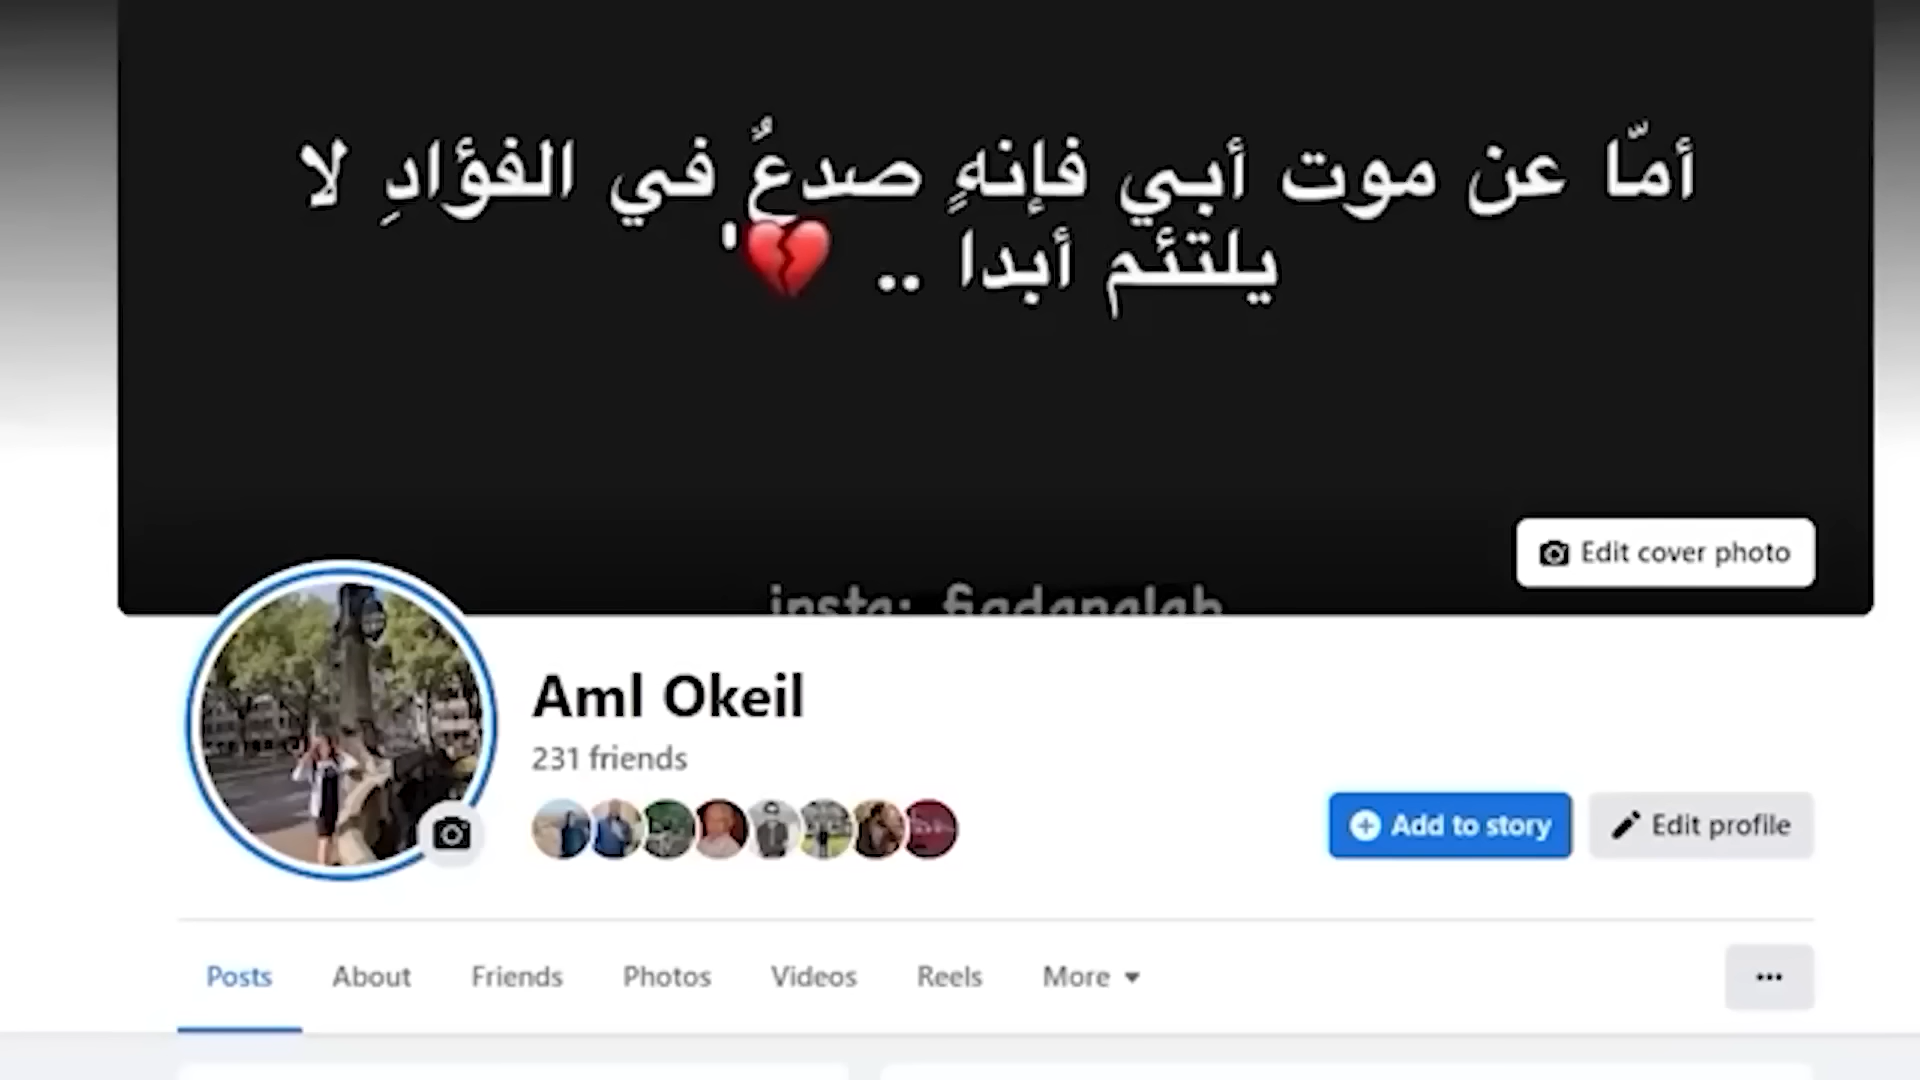 أمّا عن موت أبي فإنهٍ صدعٌ في الفؤادِ لا
يلتئم أبدا .. 💔'
Edit cover photo
insta:
Aml Okeil
231 friends
Add to story
Edit profile
Posts
About
Friends
Photos
Videos
Reels
More